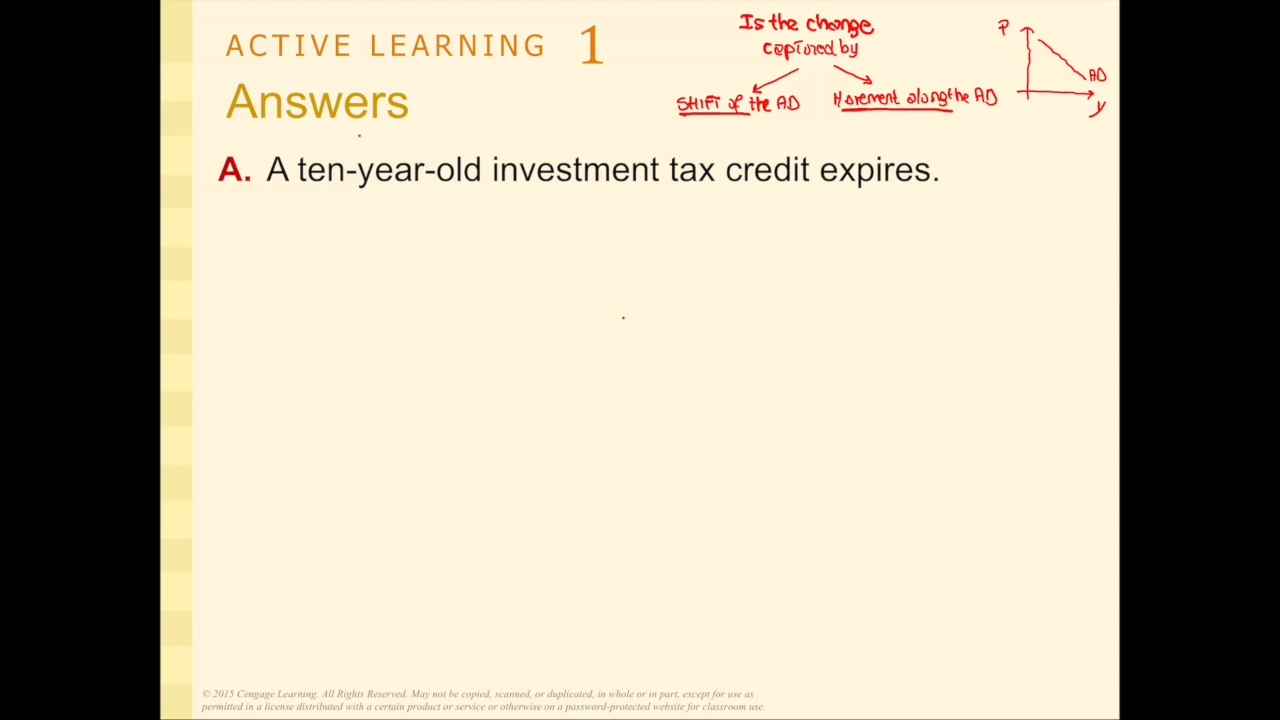 ACTIVE LEARNING 1
Answers
Is the change
captured by
SHIFT of the AD
Movement along the AD
P
AD
Y
A. A ten-year-old investment tax credit expires.
© 2015 Cengage Learning. All Rights Reserved. May not be copied, scanned, or duplicated, in whole or in part, except for use as
permitted in a license distributed with a certain product or service or otherwise on a password-protected website for classroom use.